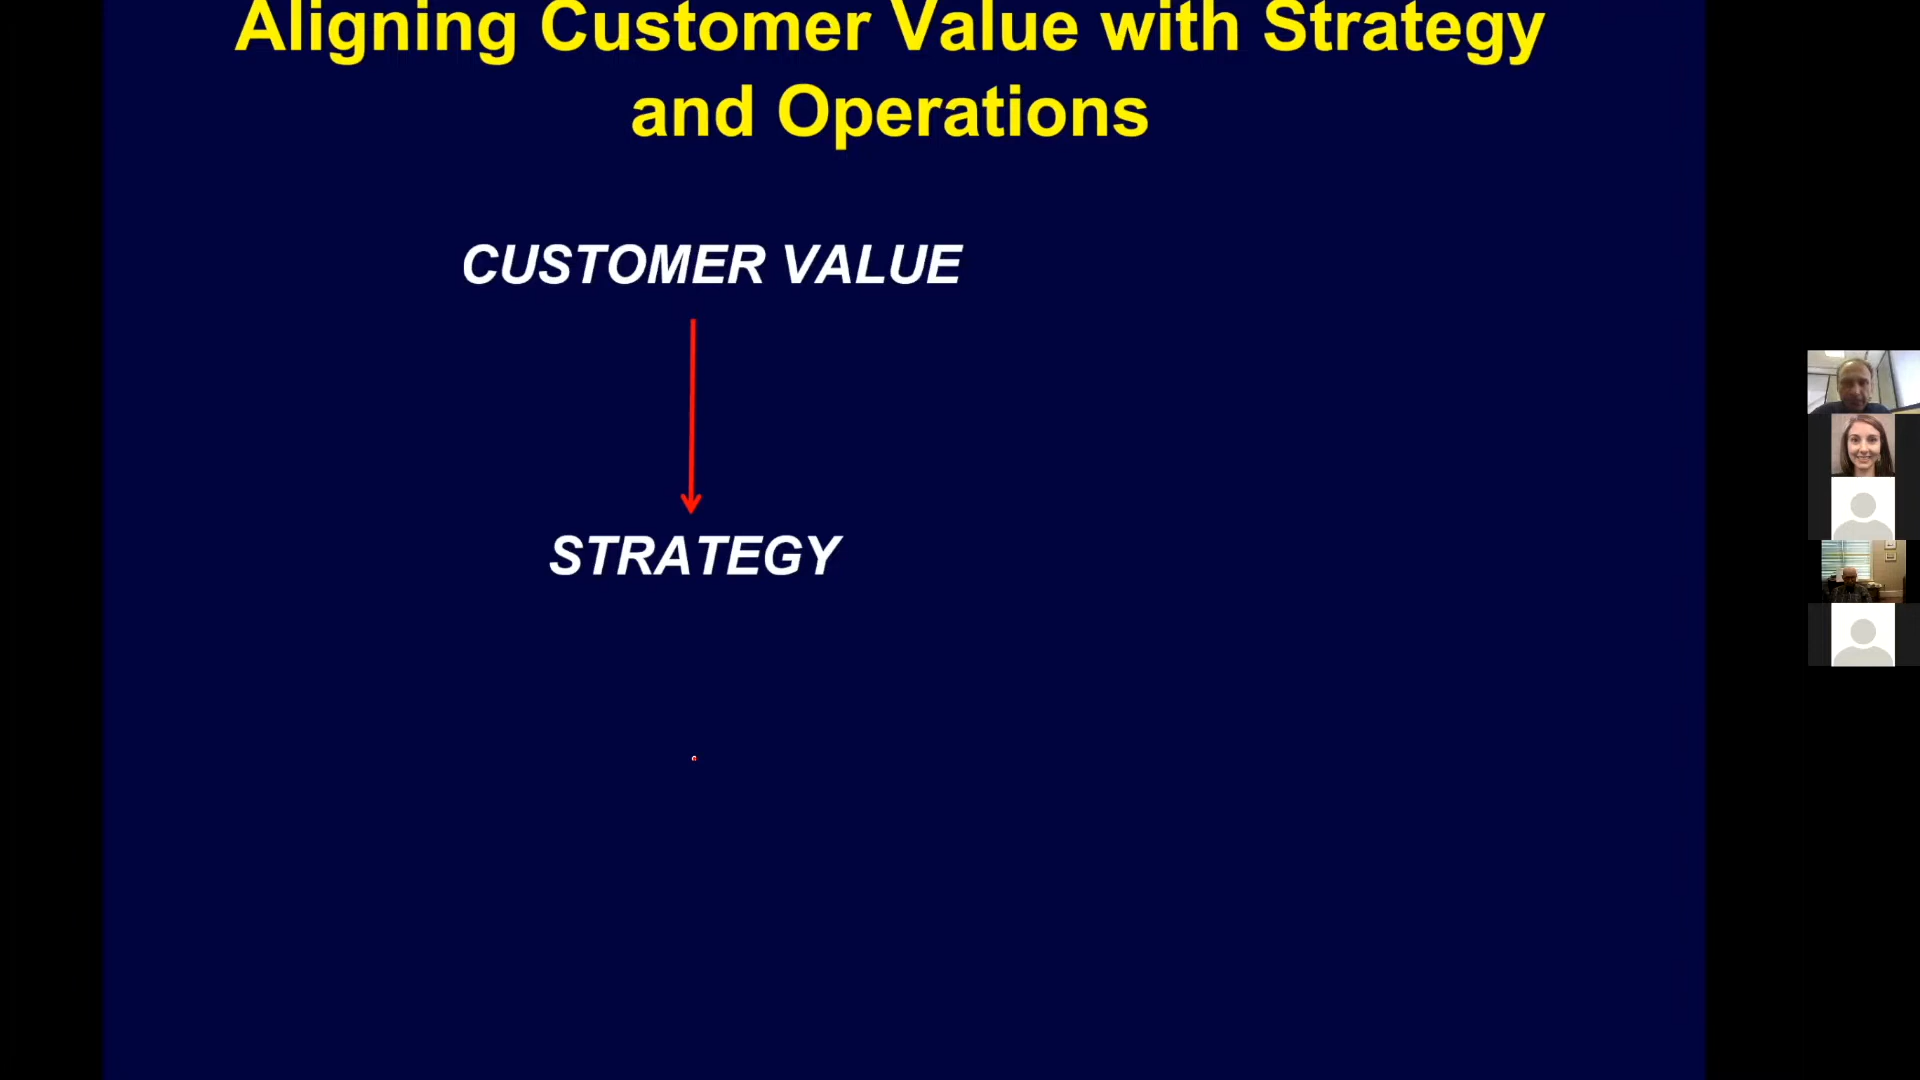 Aligning Customer Value with Strategy
and Operations
CUSTOMER VALUE
STRATEGY